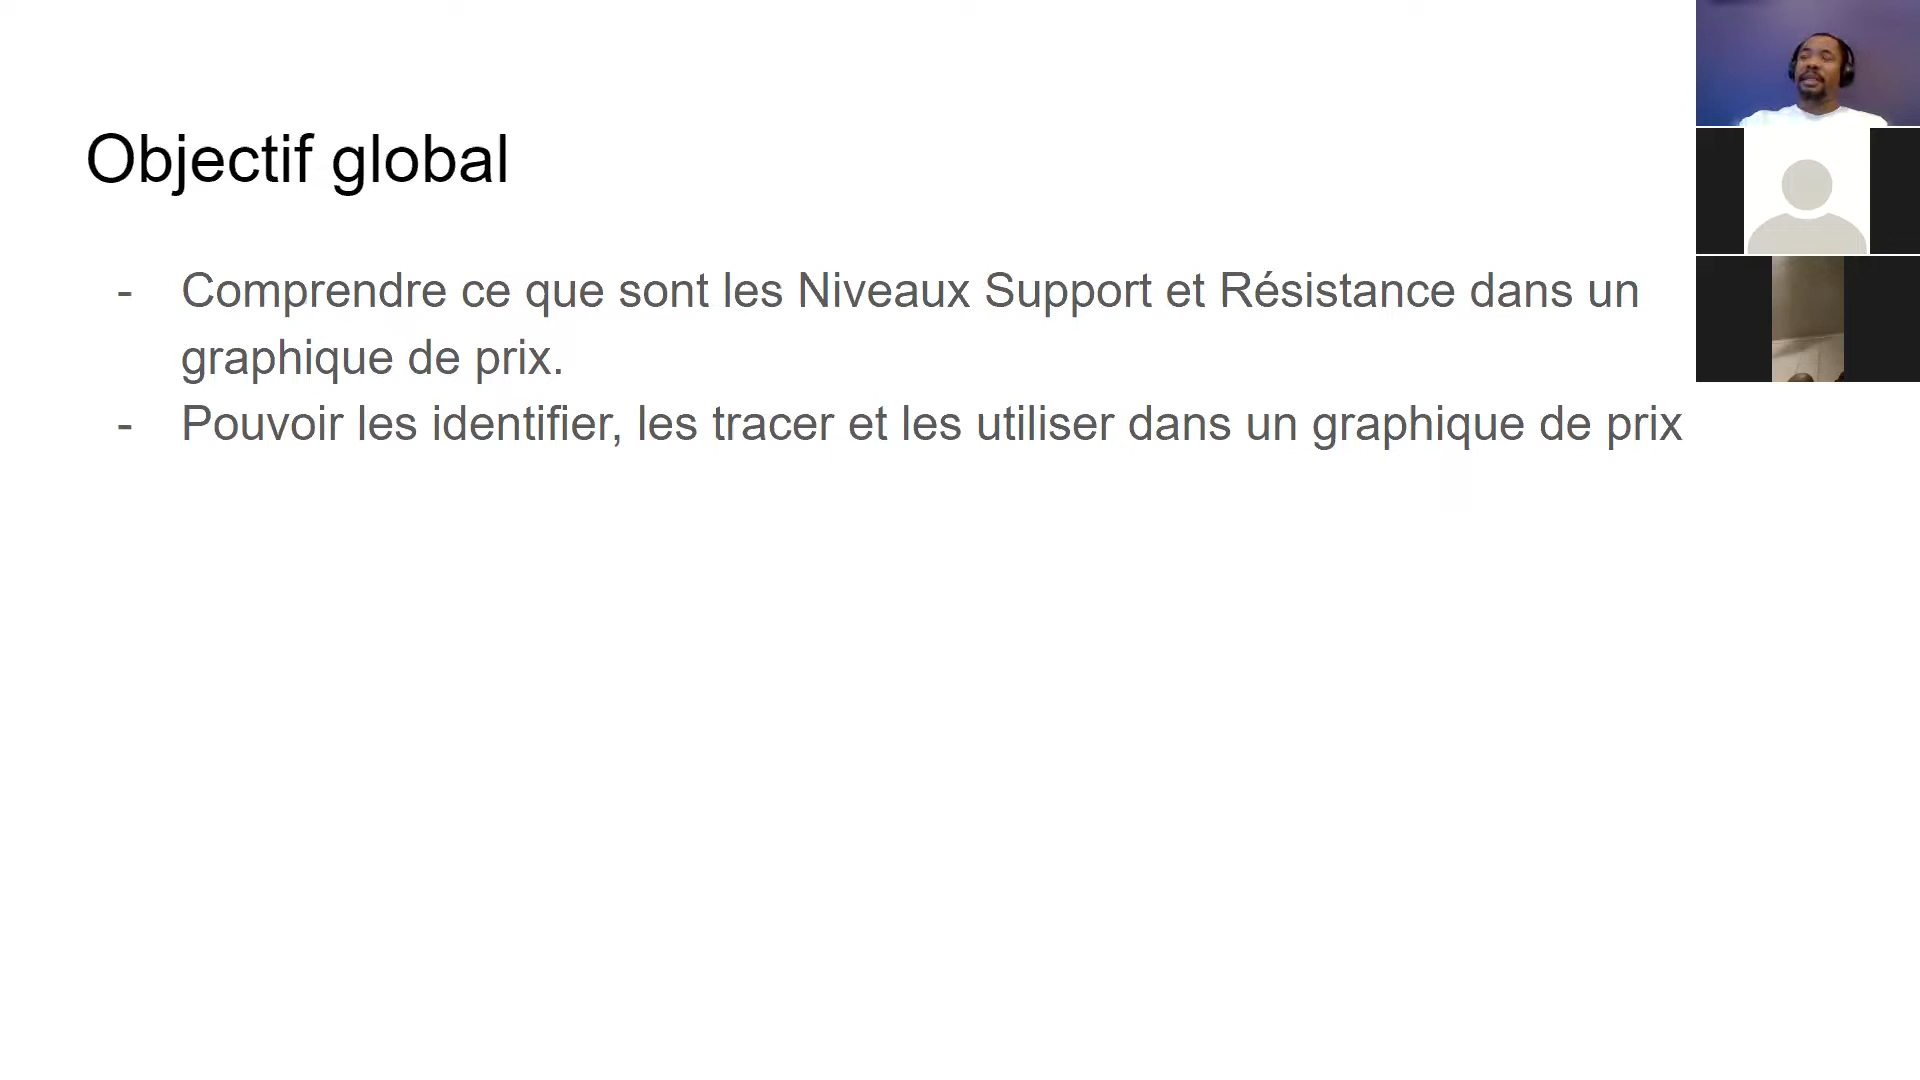 Objectif global
- Comprendre ce que sont les Niveaux Support et Résistance dans un
graphique de prix.
- Pouvoir les identifier, les tracer et les utiliser dans un graphique de prix